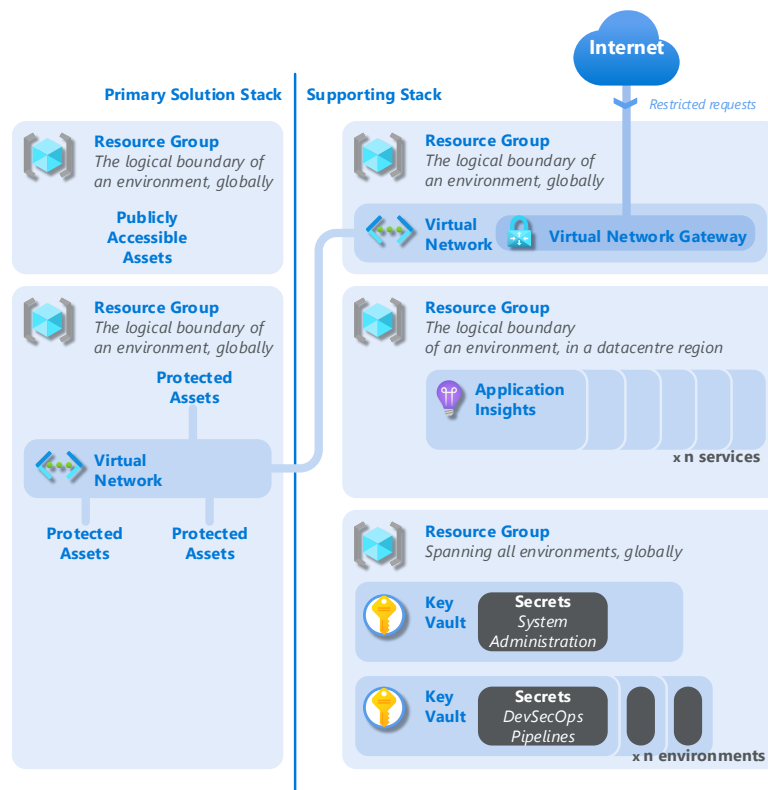 Internet
Restricted requests
Primary Solution Stack
Supporting Stack
Resource Group
The logical boundary of
an environment, globally
Publicly
Accessible
Assets
Resource Group
The logical boundary of
an environment, globally
Protected
Assets
Virtual
Network
Protected
Assets
Protected
Assets
Resource Group
The logical boundary of
an environment, globally
Virtual
Network
Virtual Network Gateway
Resource Group
The logical boundary
of an environment, in a datacentre region
Application
Insights
x n services
Resource Group
Spanning all environments, globally
Key
Vault
Secrets
System
Administration
Key
Vault
Secrets
DevSecOps
Pipelines
x n environments